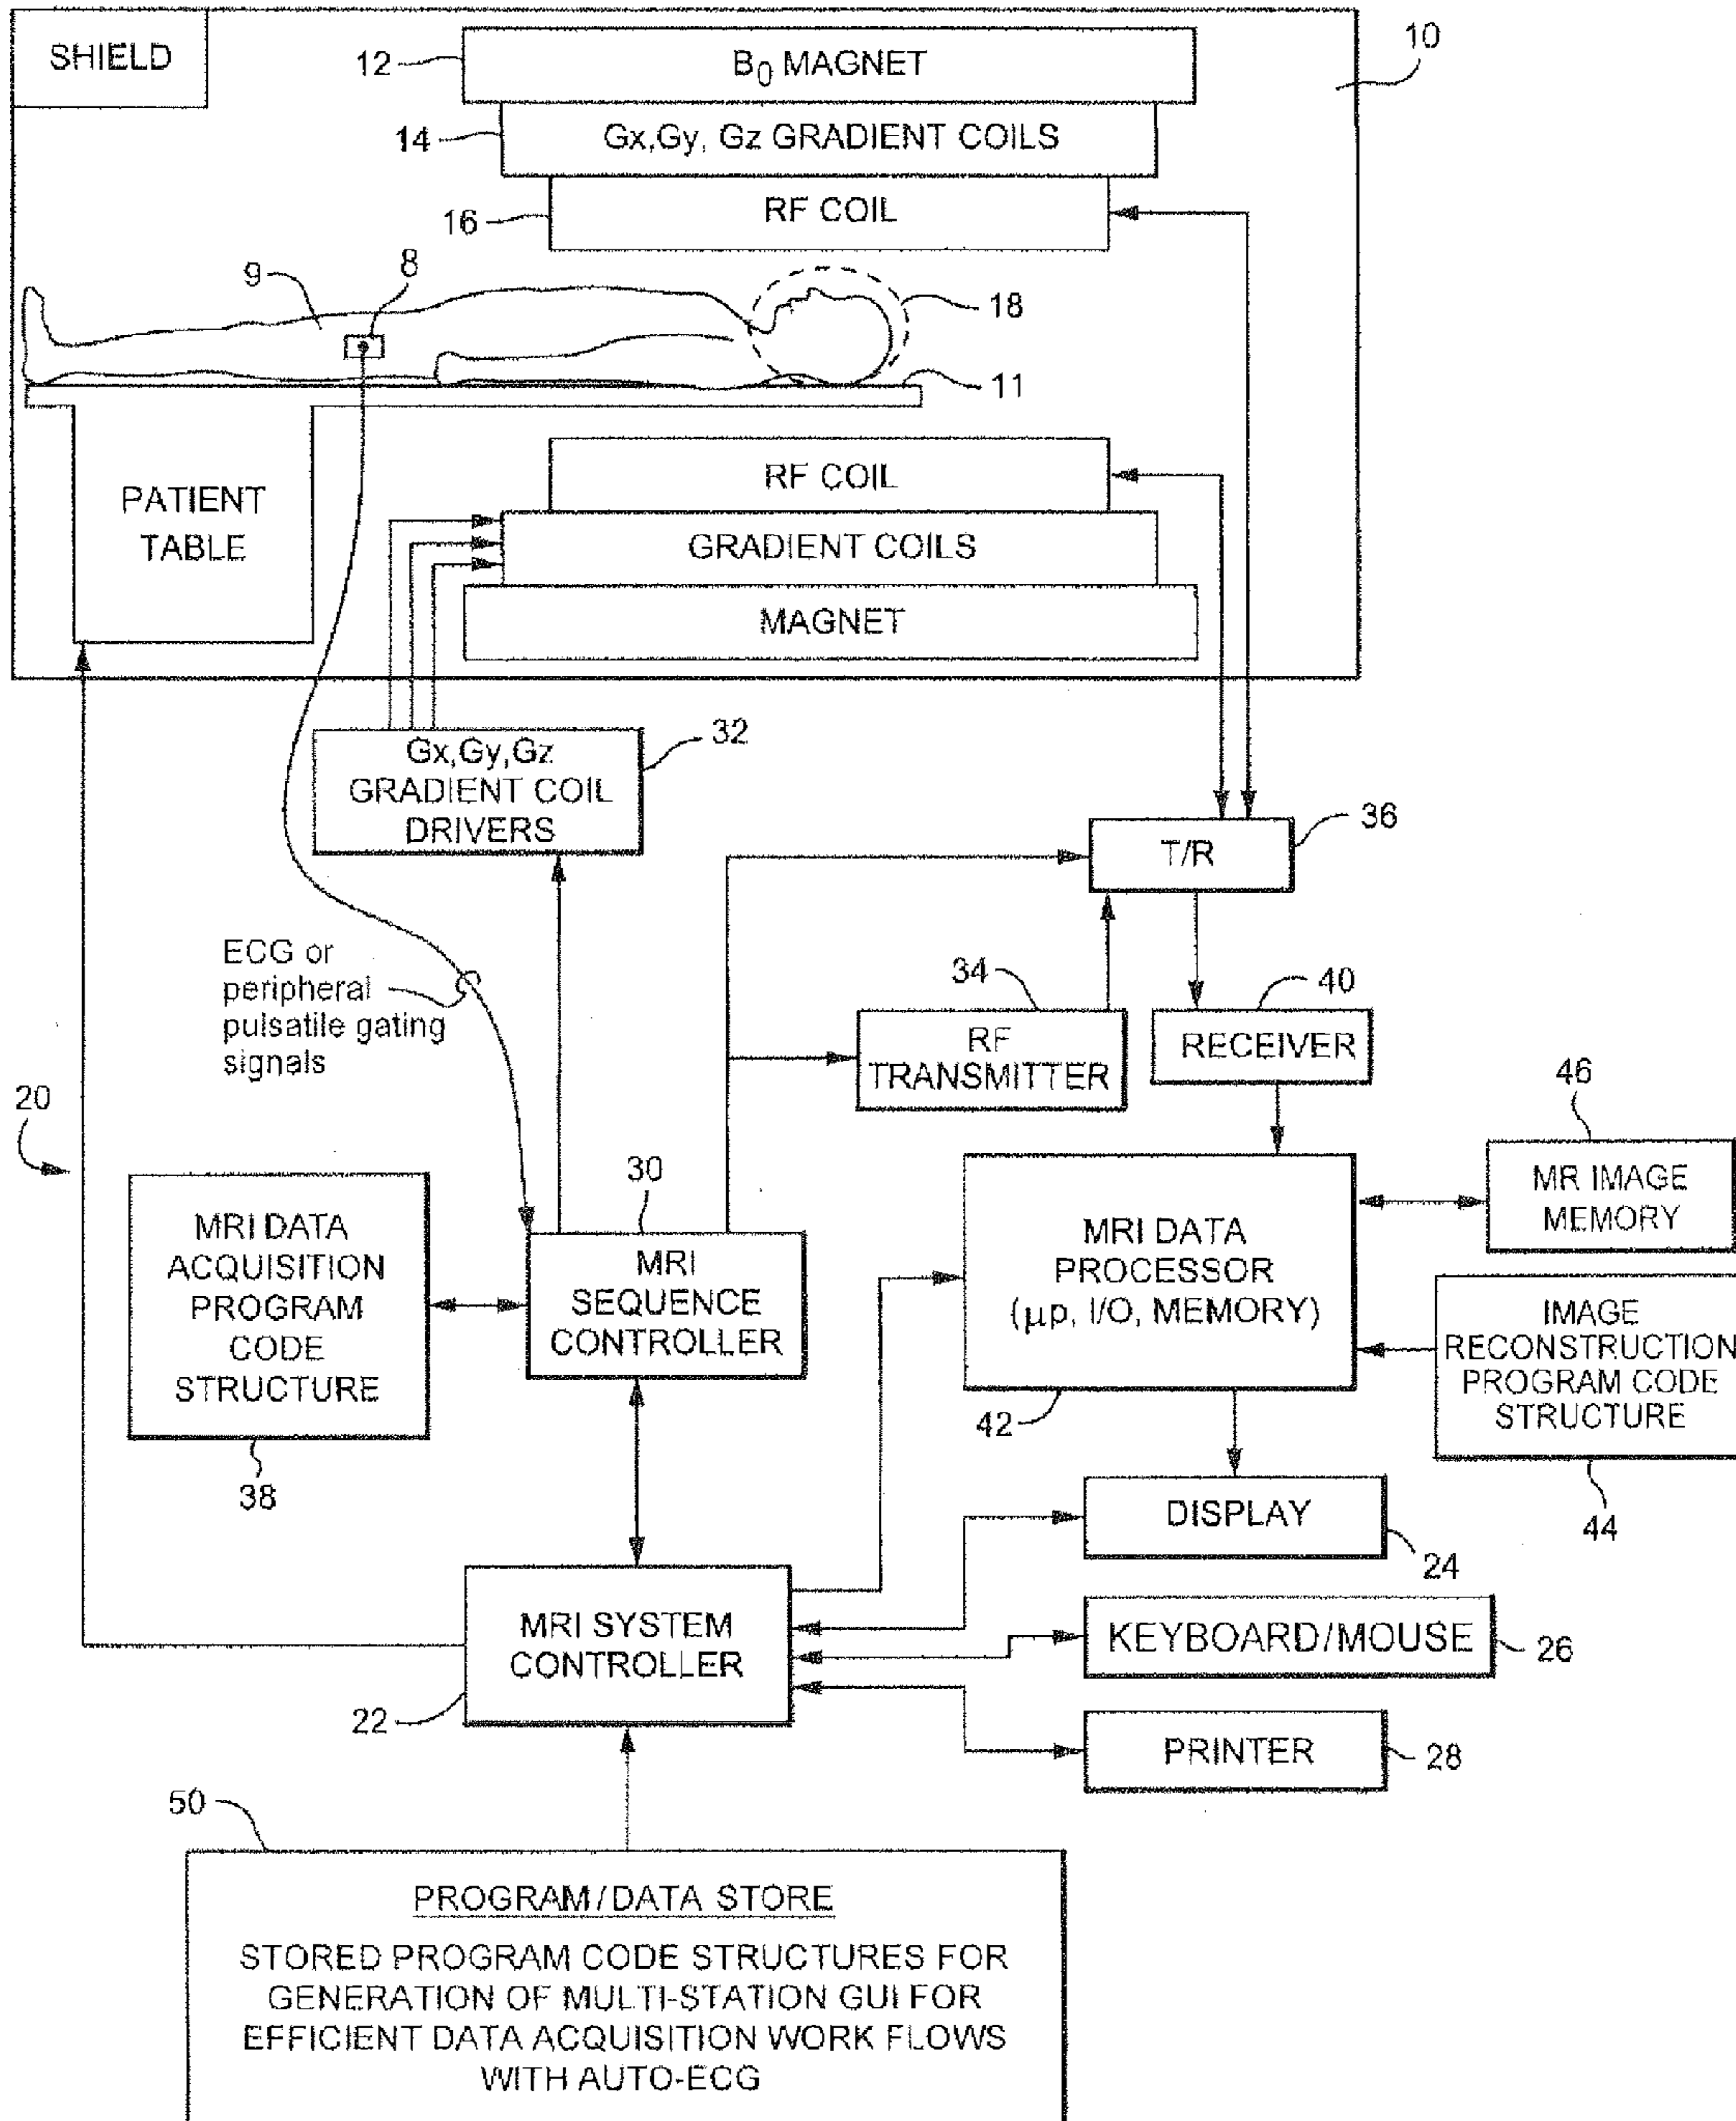 SHIELD
12
B0 MAGNET
10
14
Gx,Gy, Gz GRADIENT COILS
16
RF COIL
9
8
18
11
PATIENT
TABLE
RF COIL
GRADIENT COILS
MAGNET
Gx,Gy,Gz
GRADIENT COIL
DRIVERS
32
T/R
36
ECG or
peripheral
pulsatile gating
signals
34
RF
TRANSMITTER
40
RECEIVER
20
46
MR IMAGE
MEMORY
MRI DATA
ACQUISITION
PROGRAM
CODE
STRUCTURE
38
30
MRI
SEQUENCE
CONTROLLER
MRI DATA
PROCESSOR
(μp, I/O, MEMORY)
42
IMAGE
RECONSTRUCTION
PROGRAM CODE
STRUCTURE
44
DISPLAY
24
MRI SYSTEM
CONTROLLER
22
KEYBOARD/MOUSE
26
PRINTER
28
50
PROGRAM/DATA STORE
STORED PROGRAM CODE STRUCTURES FOR
GENERATION OF MULTI-STATION GUI FOR
EFFICIENT DATA ACQUISITION WORK FLOWS
WITH AUTO-ECG